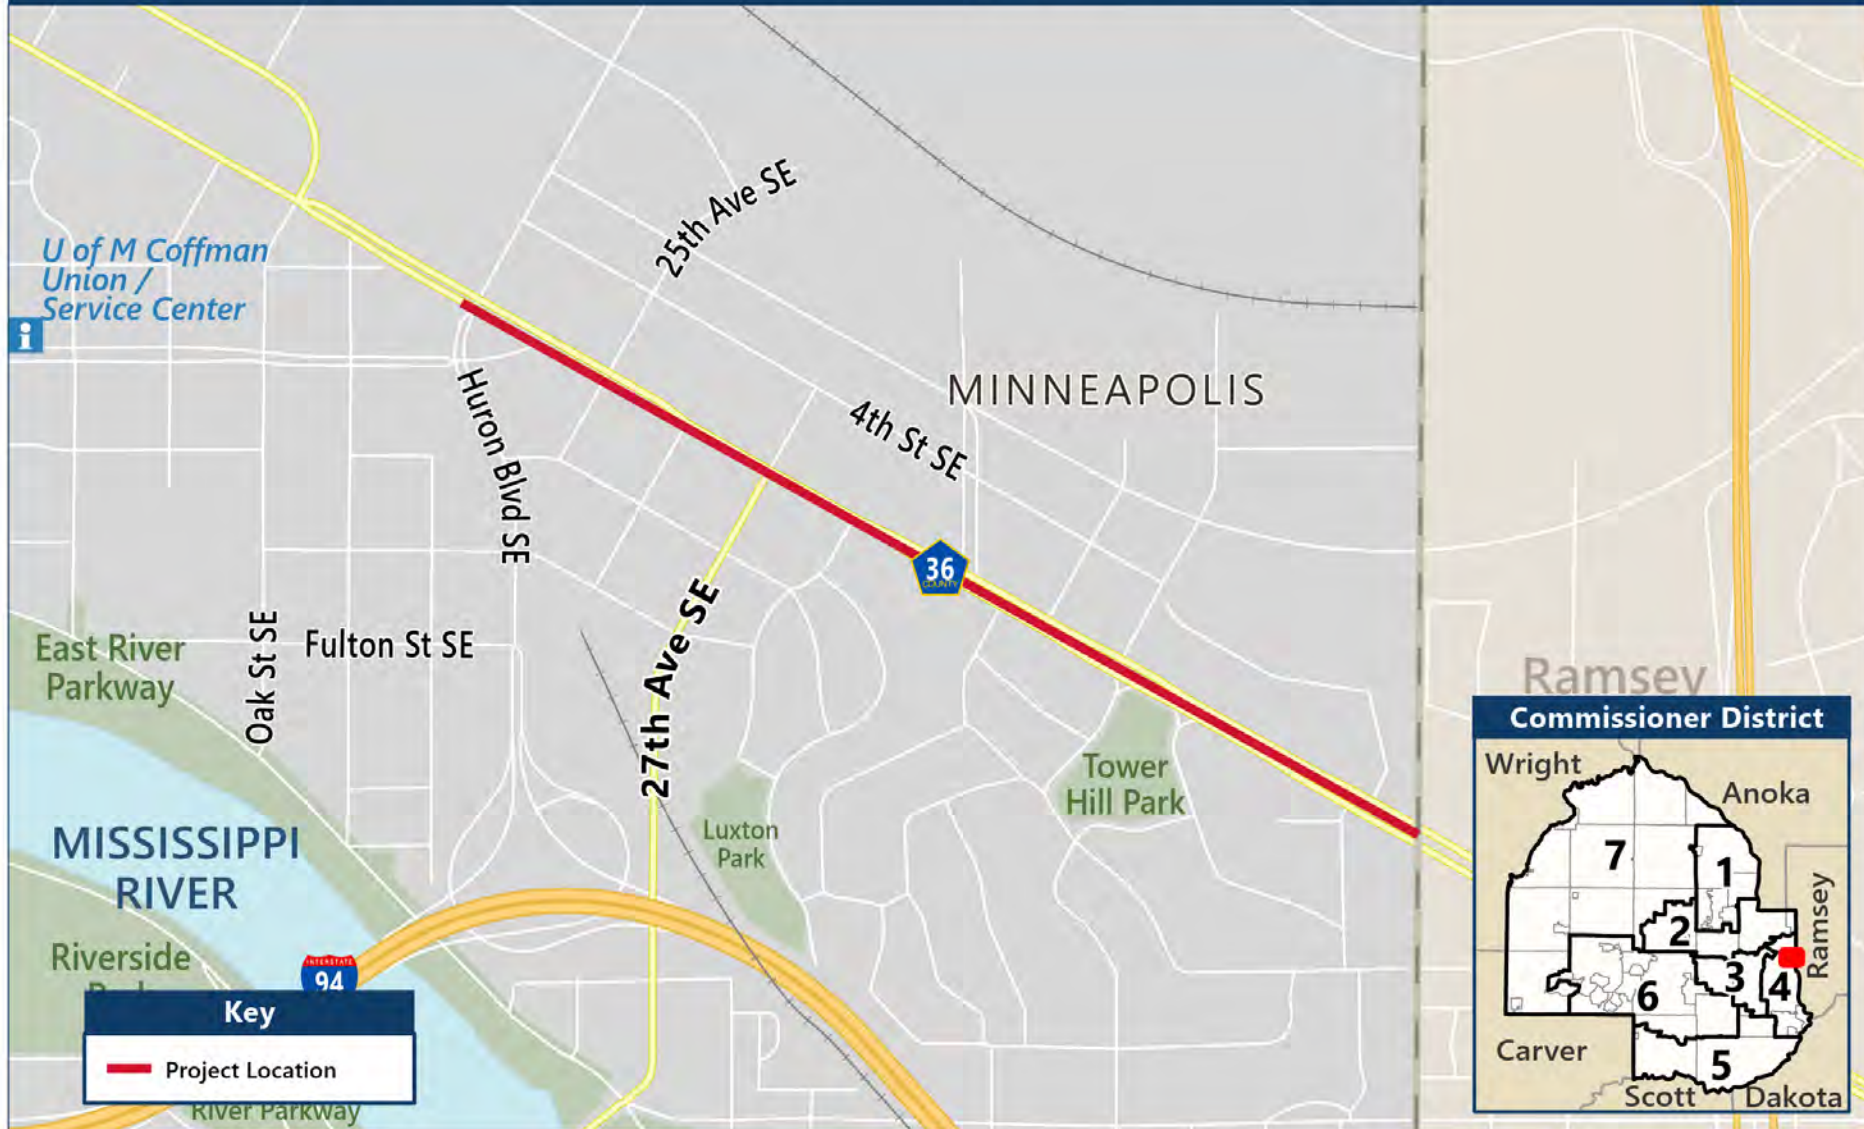 25th Ave SE
U of M Coffman
Union /
Service Center
i
MINNEAPOLIS
Huron Blvd SE
4th St SE
36
COUNTY
27th Ave SE
East River
Parkway
Oak St SE
Fulton St SE
Ramsey
Tower
Hill Park
Luxton
Park
MISSISSIPPI
RIVER
Riverside
INTERSTATE
94
Key
Project Location
River Parkway
Commissioner District
Wright
Anoka
7
1
2
Ramsey
3
4
6
Carver
5
Scott
Dakota